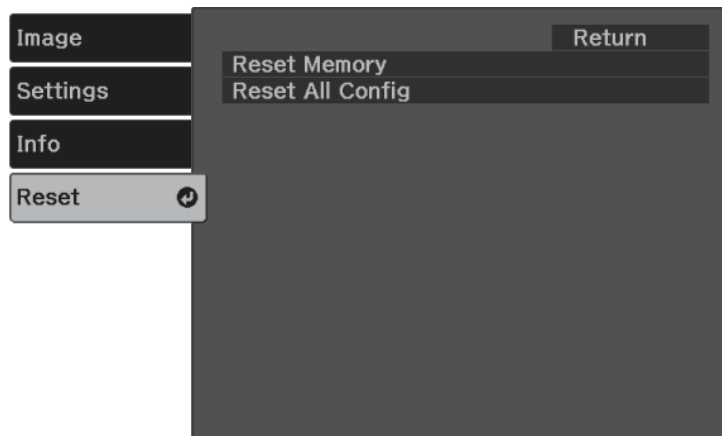 Image
Settings
Info
Reset
Return
Reset Memory
Reset All Config